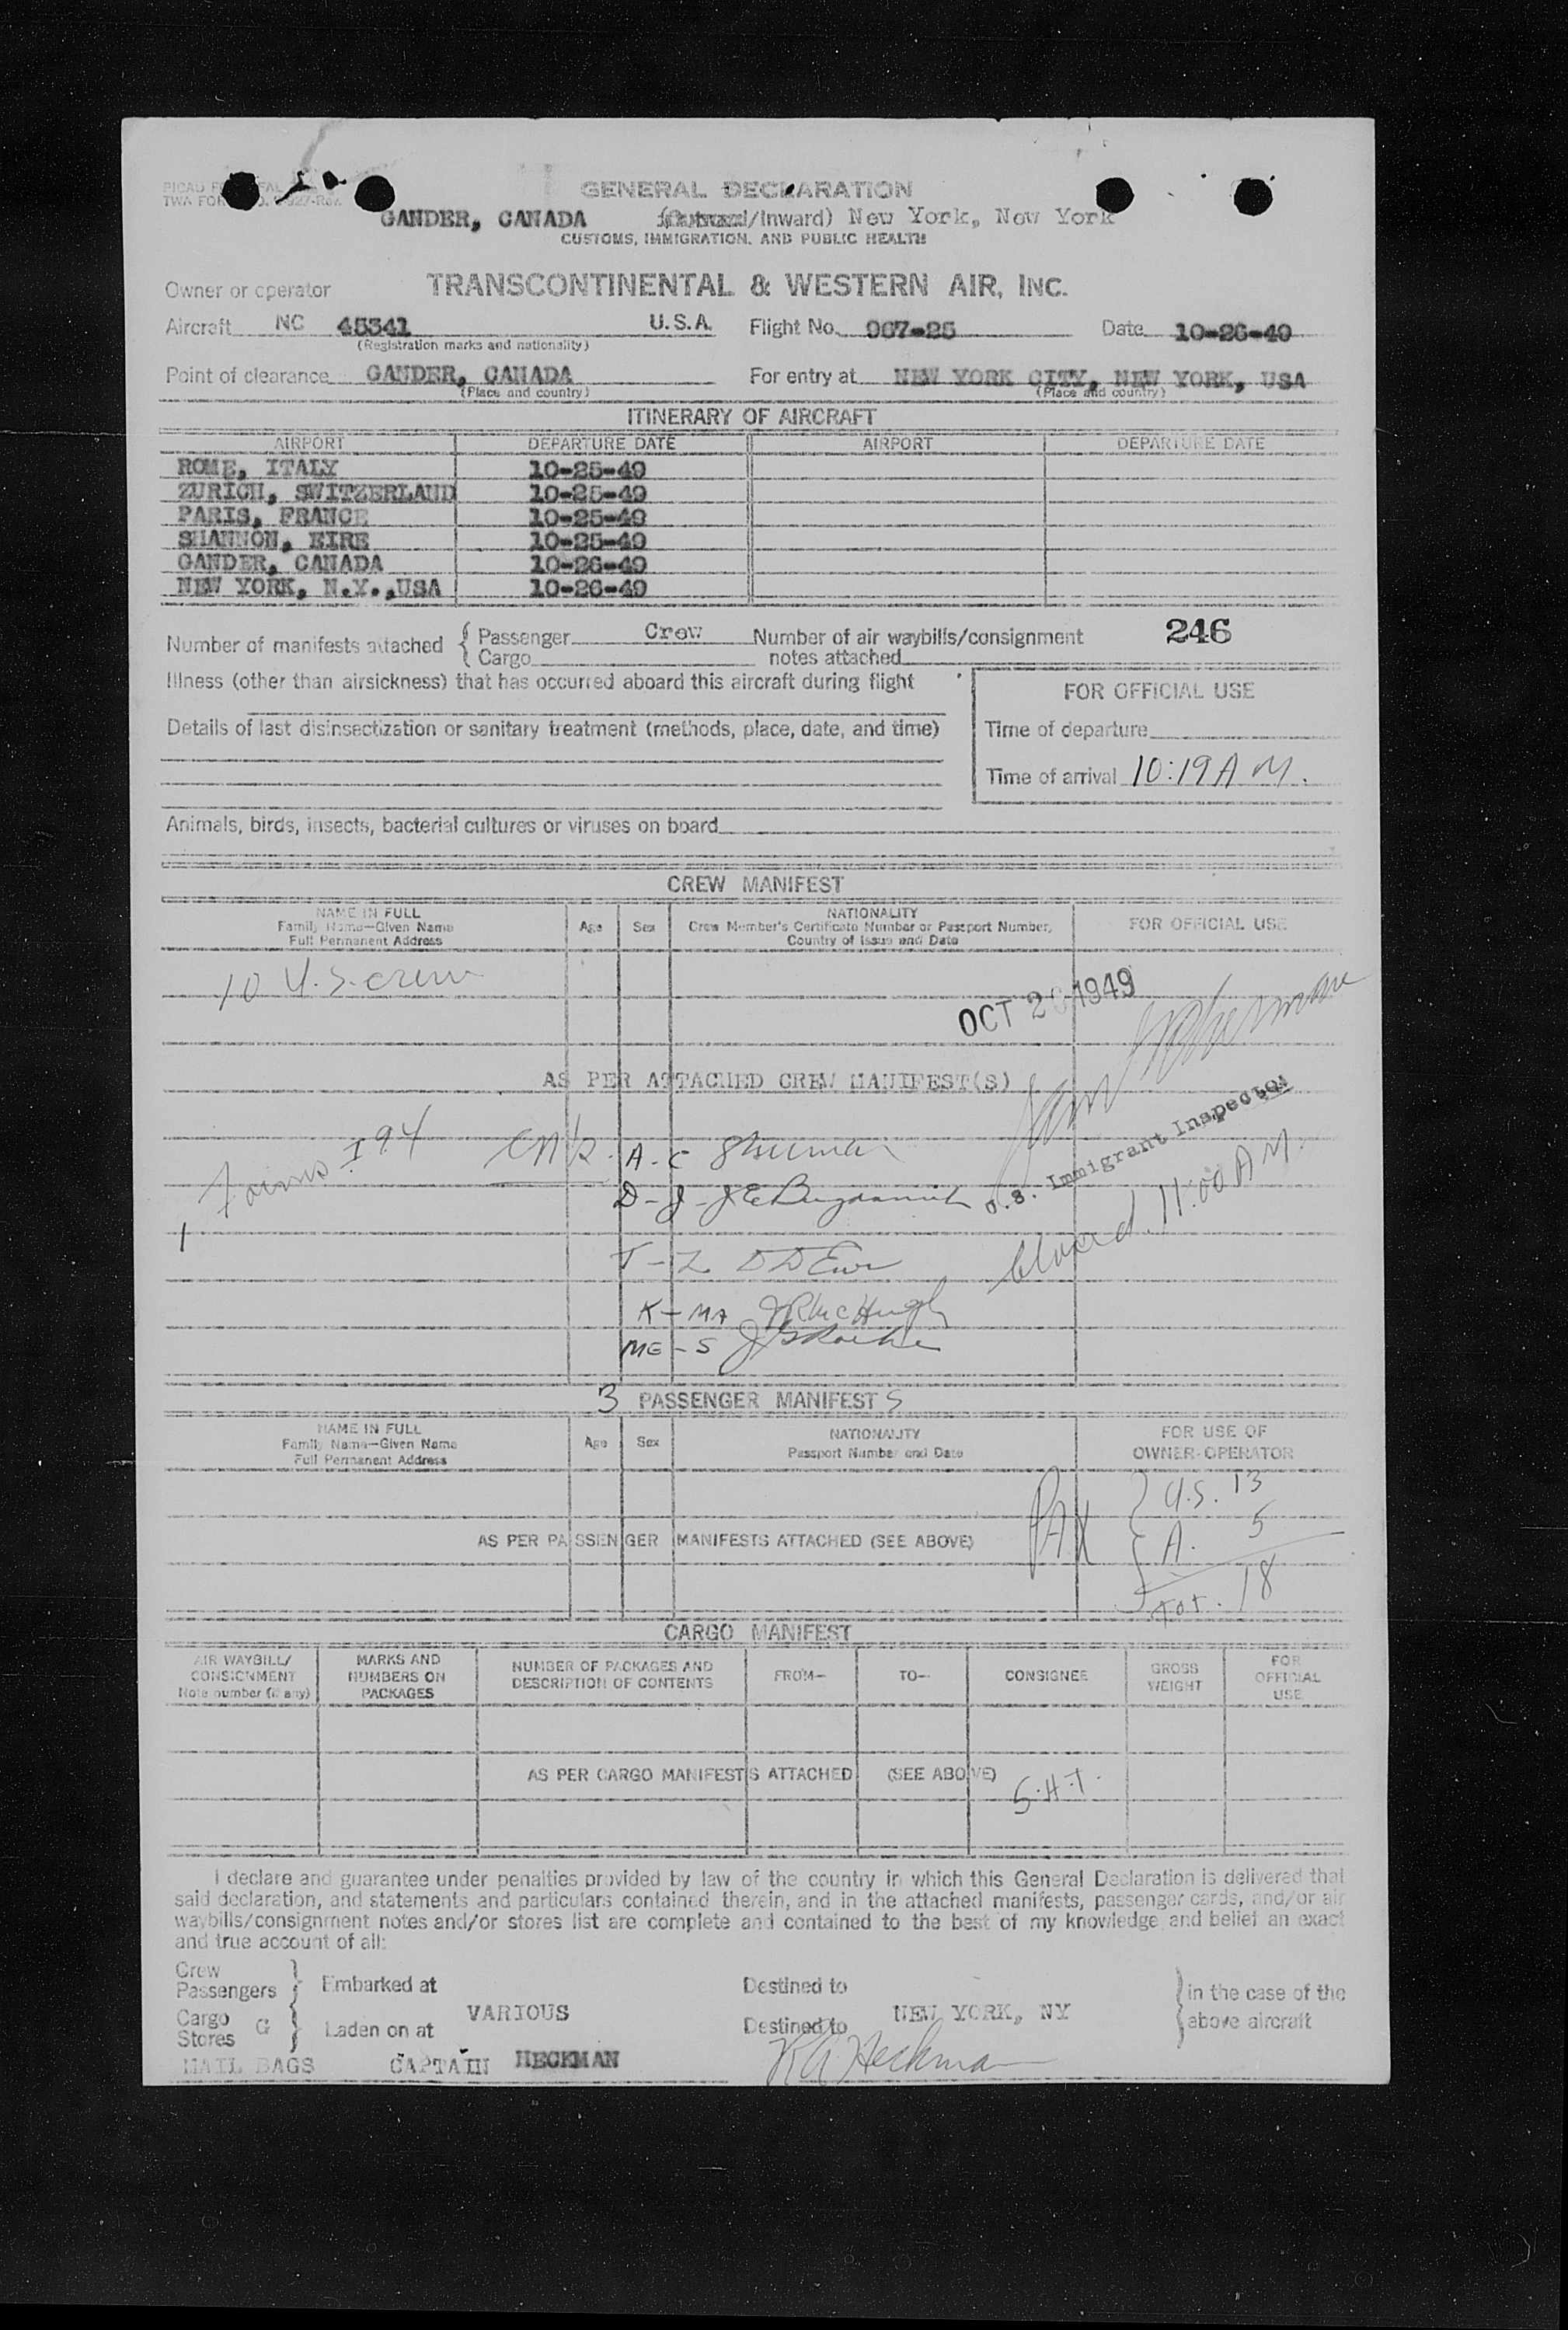 GENERAL DECLARATION
GANDER, CANADA (Outward/Inward) New York, New York
CUSTOMS, IMMIGRATION, AND PUBLIC HEALTH
Owner or operator TRANSCONTINENTAL & WESTERN AIR, INC.
Aircraft NC 45341 U.S.A. Flight No. 967-25 Date 10-26-49
(Registration marks and nationality)
Point of clearance GANDER, CANADA For entry at NEW YORK CITY, NEW YORK, USA
(Place and country) (Place and country)
ITINERARY OF AIRCRAFT
AIRPORT DEPARTURE DATE AIRPORT DEPARTURE DATE
ROME, ITALY 10-25-49
ZURICH, SWITZERLAND 10-25-49
PARIS, FRANCE 10-25-49
SHANNON, EIRE 10-25-49
GANDER, CANADA 10-26-49
NEW YORK, N.Y.,USA 10-26-49
Number of manifests attached { Passenger Crew Number of air waybills/consignment 246
Cargo notes attached
Illness (other than airsickness) that has occurred aboard this aircraft during flight
FOR OFFICIAL USE
Details of last disinsectization or sanitary treatment (methods, place, date, and time)
Time of departure
Time of arrival 10:19 A M.
Animals, birds, insects, bacterial cultures or viruses on board
CREW MANIFEST
NAME IN FULL
Family Name—Given Name
Full Permanent Address
Age Sex
NATIONALITY
Crew Member's Certificate Number or Passport Number,
Country of Issue and Date
FOR OFFICIAL USE
10 U.S. crew
OCT 2 1949
AS PER ATTACHED CREW MANIFEST(S)
U.S. Immigrant Inspector
Forms I 94
A-C Sherman
D-J
11:00 A M.
1
T-Z
K-MA J R McHugh
ME-S
3 PASSENGER MANIFEST S
NAME IN FULL
Family Name—Given Name
Full Permanent Address
Age Sex
NATIONALITY
Passport Number and Date
FOR USE OF
OWNER-OPERATOR
PAX { U.S. 13
A. 5
Tot. 18
AS PER PASSENGER MANIFESTS ATTACHED (SEE ABOVE)
CARGO MANIFEST
AIR WAYBILL/
CONSIGNMENT
Note number (if any)
MARKS AND
NUMBERS ON
PACKAGES
NUMBER OF PACKAGES AND
DESCRIPTION OF CONTENTS
FROM— TO— CONSIGNEE
GROSS
WEIGHT
FOR
OFFICIAL
USE
AS PER CARGO MANIFESTS ATTACHED (SEE ABOVE)
S.H.T.
I declare and guarantee under penalties provided by law of the country in which this General Declaration is delivered that
said declaration, and statements and particulars contained therein, and in the attached manifests, passenger cards, and/or air
waybills/consignment notes and/or stores list are complete and contained to the best of my knowledge and belief an exact
and true account of all:
Crew
Passengers } Embarked at Destined to } in the case of the
Cargo VARIOUS NEW YORK, NY
Stores G } Laden on at Destined to above aircraft
MAIL BAGS CAPTAIN HECKMAN R A Heckman